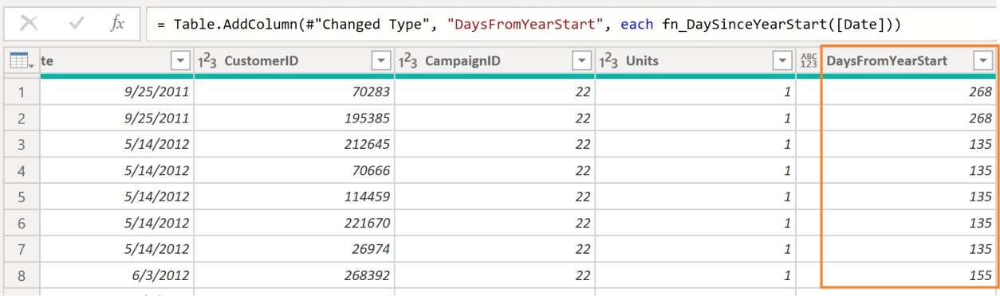 fx = Table.AddColumn(#"Changed Type", "DaysFromYearStart", each fn_DaySinceYearStart([Date]))
te 1²3 CustomerID 1²3 CampaignID 1²3 Units ABC 123 DaysFromYearStart
1 9/25/2011 70283 22 1 268
2 9/25/2011 195385 22 1 268
3 5/14/2012 212645 22 1 135
4 5/14/2012 70666 22 1 135
5 5/14/2012 114459 22 1 135
6 5/14/2012 221670 22 1 135
7 5/14/2012 26974 22 1 135
8 6/3/2012 268392 22 1 155